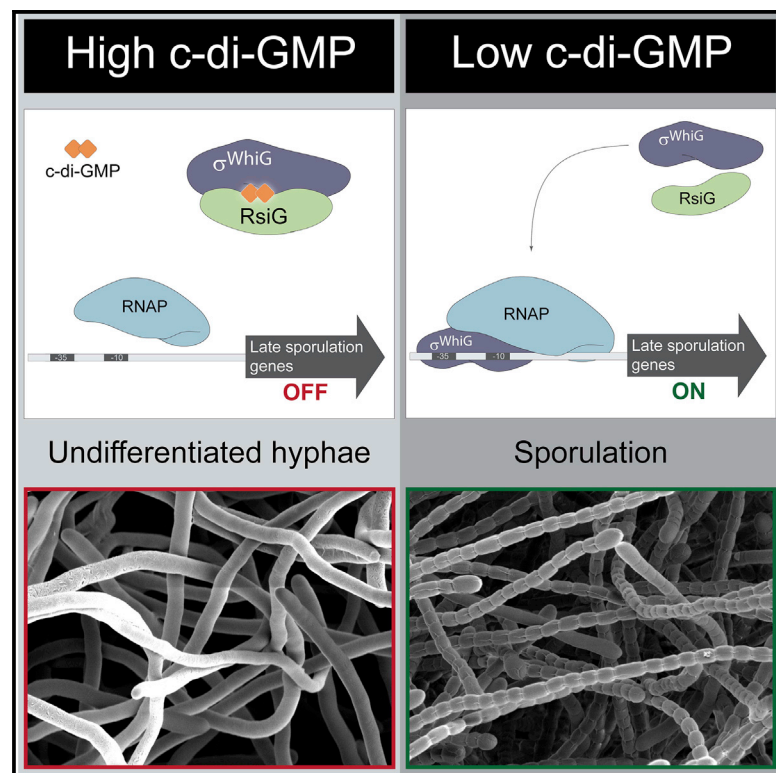 High c-di-GMP
Low c-di-GMP
c-di-GMP
σWhiG
RsiG
RNAP
-35
-10
Late sporulation
genes
OFF
σWhiG
RsiG
RNAP
σWhiG
-35
-10
Late sporulation
genes
ON
Undifferentiated hyphae
Sporulation